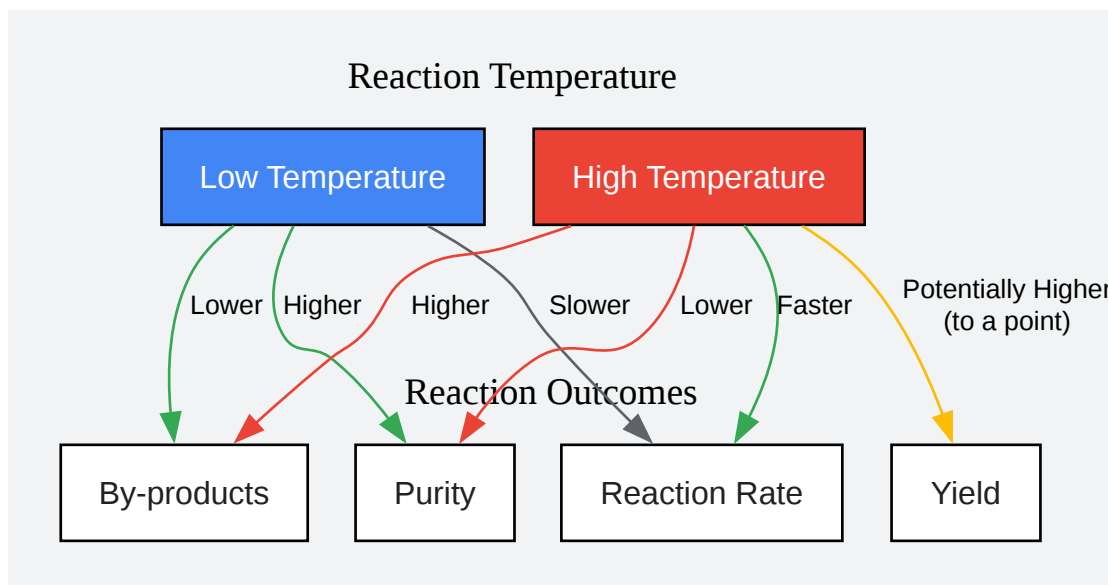 Reaction Temperature
Low Temperature
High Temperature
Lower
Higher
Higher
Slower
Lower
Faster
Potentially Higher
(to a point)
Reaction Outcomes
By-products
Purity
Reaction Rate
Yield